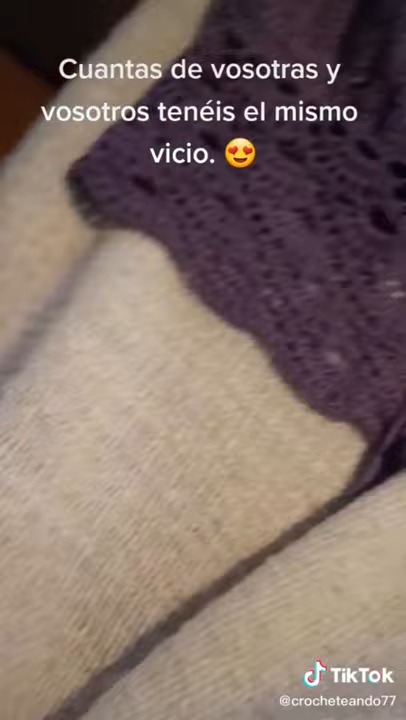 Cuantas de vosotras y
vosotros tenéis el mismo
vicio. 😍
TikTok
@crocheteando77